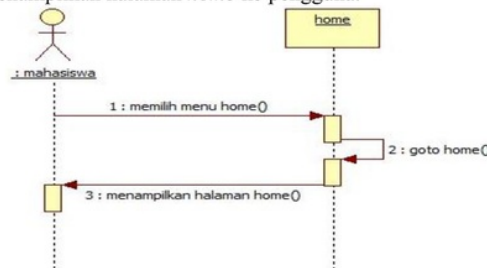 home
: mahasiswa
1 : memilih menu home()
2 : goto home()
3 : menampilkan halaman home()